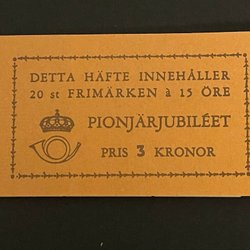 DETTA HÄFTE INNEHÅLLER
20 st FRIMÄRKEN à 15 ÖRE
PIONJÄRJUBILÉET
PRIS 3 KRONOR